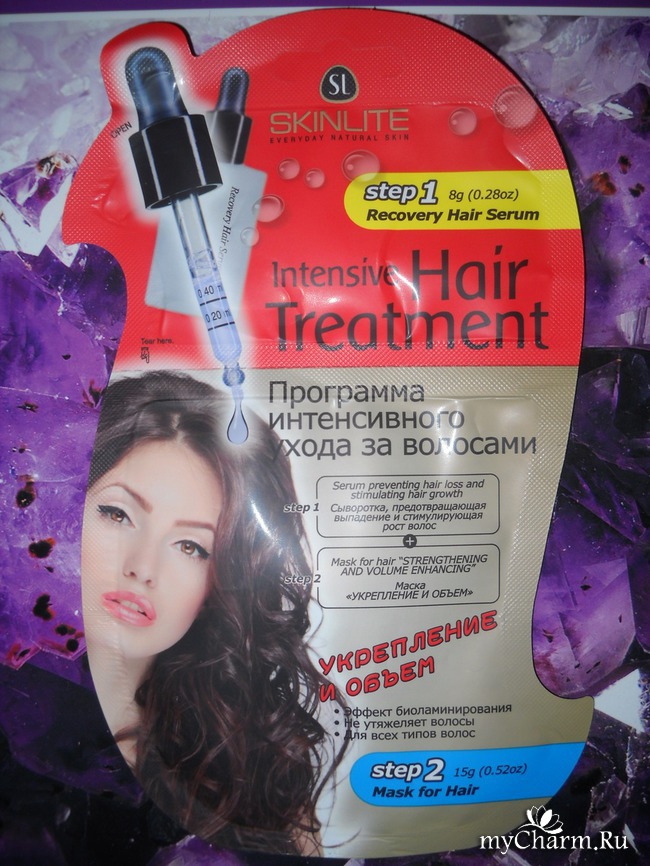 OPEN
SL
SKINLITE
EVERYDAY NATURAL SKIN
step 1 8g (0.28oz)
Recovery Hair Serum
Recovery Hair
Intensive Hair
Treatment
0.40 m
0.20 m
Tear here.
Программа
интенсивного
ухода за волосами
step 1
Serum preventing hair loss and
stimulating hair growth
Сыворотка, предотвращающая
выпадение и стимулирующая
рост волос
+
step 2
Mask for hair "STRENGTHENING
AND VOLUME ENHANCING"
Маска
«УКРЕПЛЕНИЕ И ОБЪЕМ»
УКРЕПЛЕНИЕ
И ОБЪЕМ
• Эффект биоламинирования
• Не утяжеляет волосы
• Для всех типов волос
step 2 15g (0.52oz)
Mask for Hair
myCharm.Ru